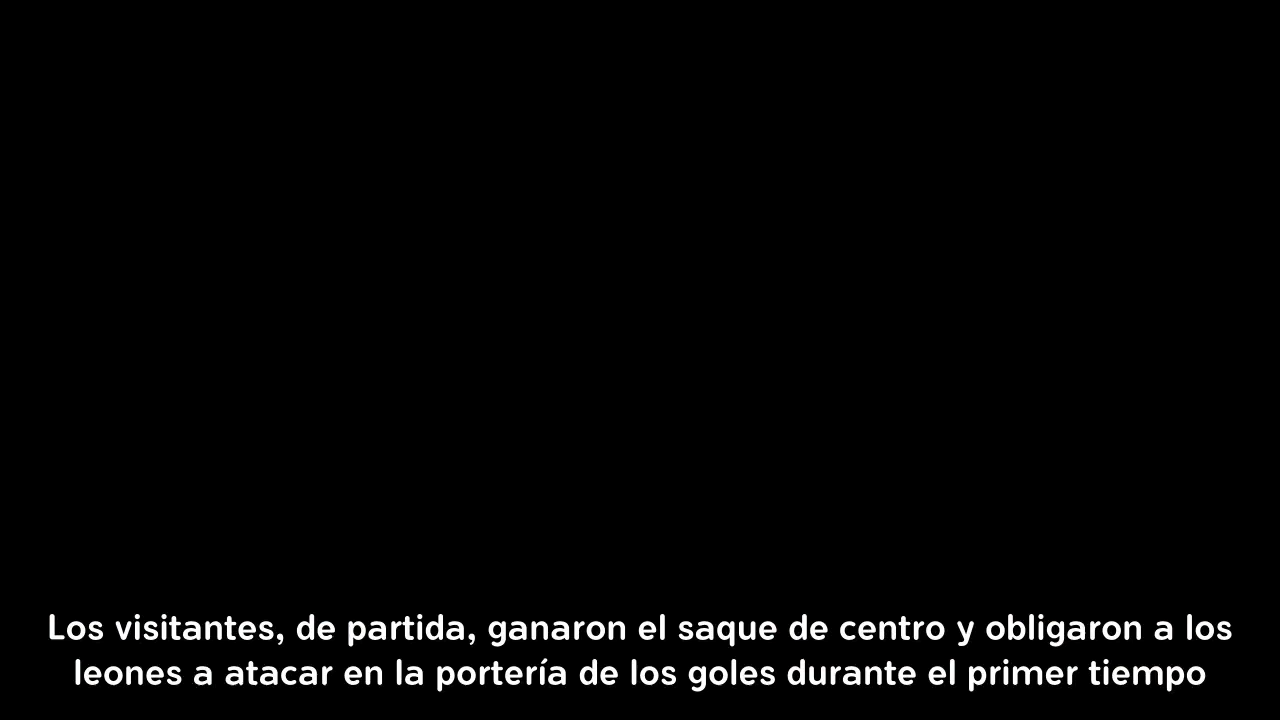 Los visitantes, de partida, ganaron el saque de centro y obligaron a los
leones a atacar en la portería de los goles durante el primer tiempo